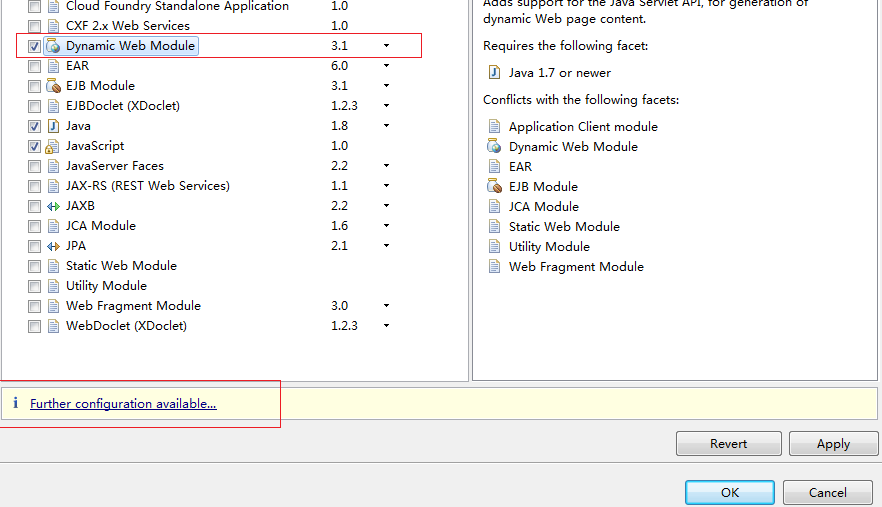 Cloud Foundry Standalone Application 1.0
CXF 2.x Web Services 1.0
Dynamic Web Module 3.1
EAR 6.0
EJB Module 3.1
EJBDoclet (XDoclet) 1.2.3
Java 1.8
JavaScript 1.0
JavaServer Faces 2.2
JAX-RS (REST Web Services) 1.1
JAXB 2.2
JCA Module 1.6
JPA 2.1
Static Web Module
Utility Module
Web Fragment Module 3.0
WebDoclet (XDoclet) 1.2.3
Adds support for the Java Servlet API, for generation of
dynamic Web page content.
Requires the following facet:
Java 1.7 or newer
Conflicts with the following facets:
Application Client module
Dynamic Web Module
EAR
EJB Module
JCA Module
Static Web Module
Utility Module
Web Fragment Module
i Further configuration available...
Revert Apply
OK Cancel